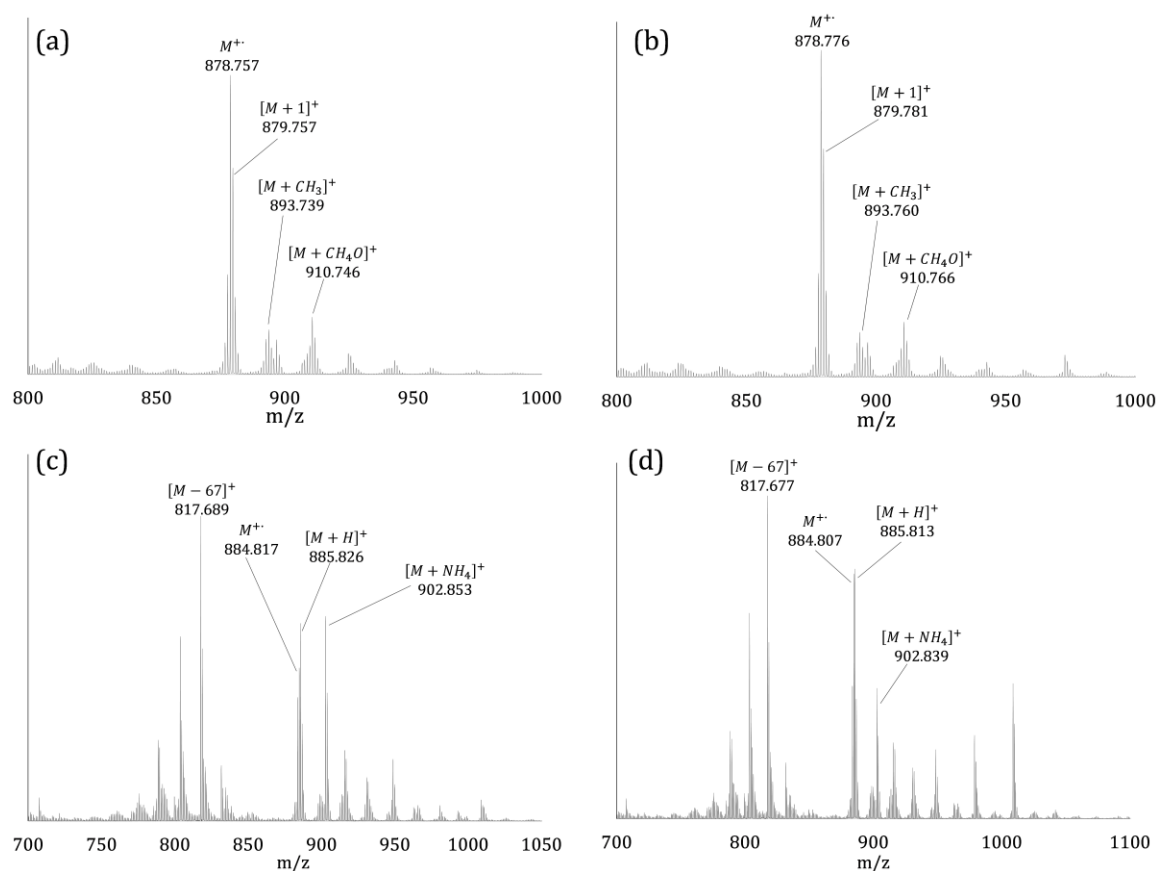 (a)
M⁺·
878.757
[M + 1]⁺
879.757
[M + CH₃]⁺
893.739
[M + CH₄O]⁺
910.746
800 850 900 950 1000
m/z
(b)
M⁺·
878.776
[M + 1]⁺
879.781
[M + CH₃]⁺
893.760
[M + CH₄O]⁺
910.766
800 850 900 950 1000
m/z
(c)
[M − 67]⁺
817.689
M⁺·
884.817
[M + H]⁺
885.826
[M + NH₄]⁺
902.853
700 750 800 850 900 950 1000 1050
m/z
(d)
[M − 67]⁺
817.677
M⁺·
884.807
[M + H]⁺
885.813
[M + NH₄]⁺
902.839
700 800 900 1000 1100
m/z